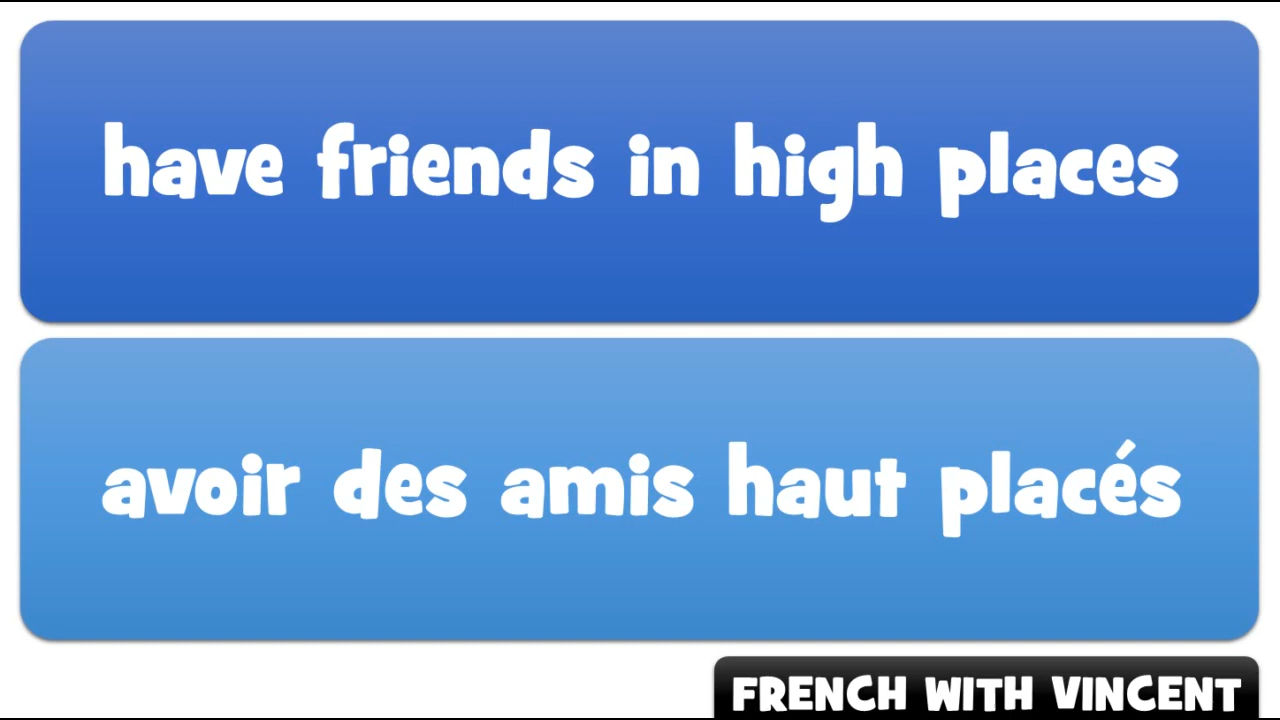 have friends in high places
avoir des amis haut placés
FRENCH WITH VINCENT